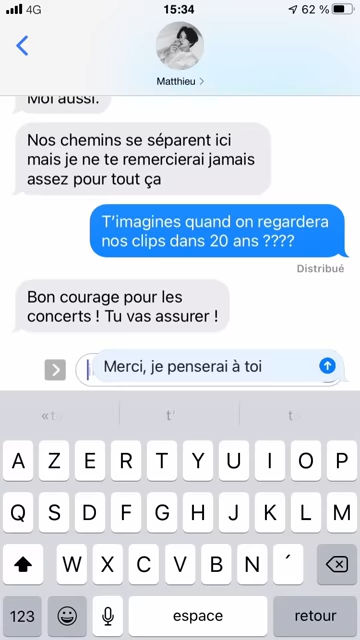 4G 15:34 62 %
Matthieu
Moi aussi.
Nos chemins se séparent ici
mais je ne te remercierai jamais
assez pour tout ça
T'imagines quand on regardera
nos clips dans 20 ans ????
Distribué
Bon courage pour les
concerts ! Tu vas assurer !
Merci, je penserai à toi
t'
A Z E R T Y U I O P
Q S D F G H J K L M
W X C V B N ´
123 espace retour